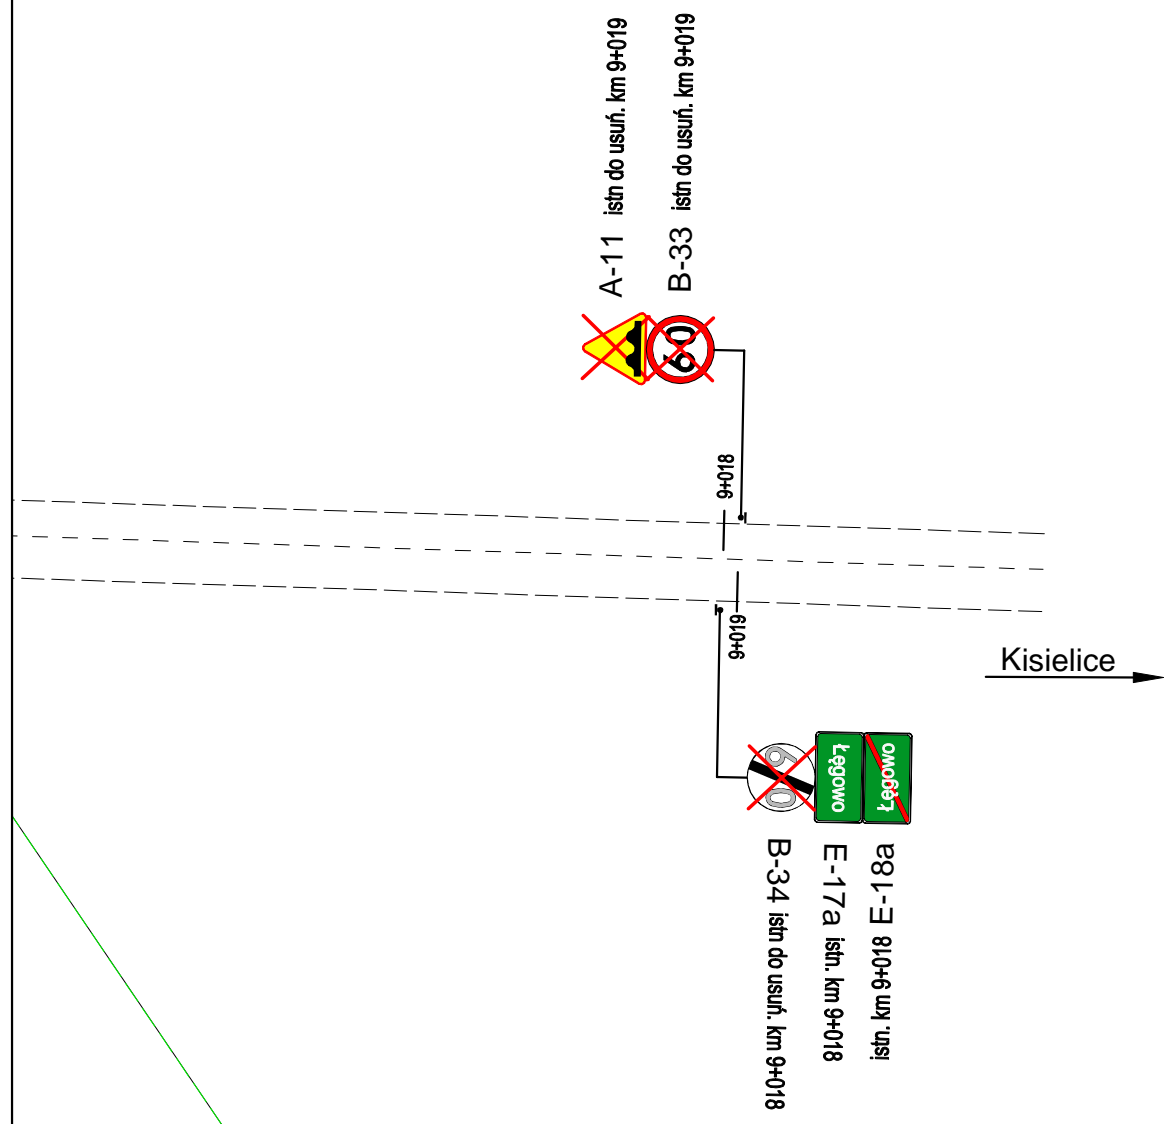 A-11 istn do usuń. km 9+019
B-33 istn do usuń. km 9+019
60
9+018
9+019
Kisielice
60
Łęgowo
Łęgowo
B-34 istn do usuń. km 9+018
E-17a istn. km 9+018
E-18a istn. km 9+018